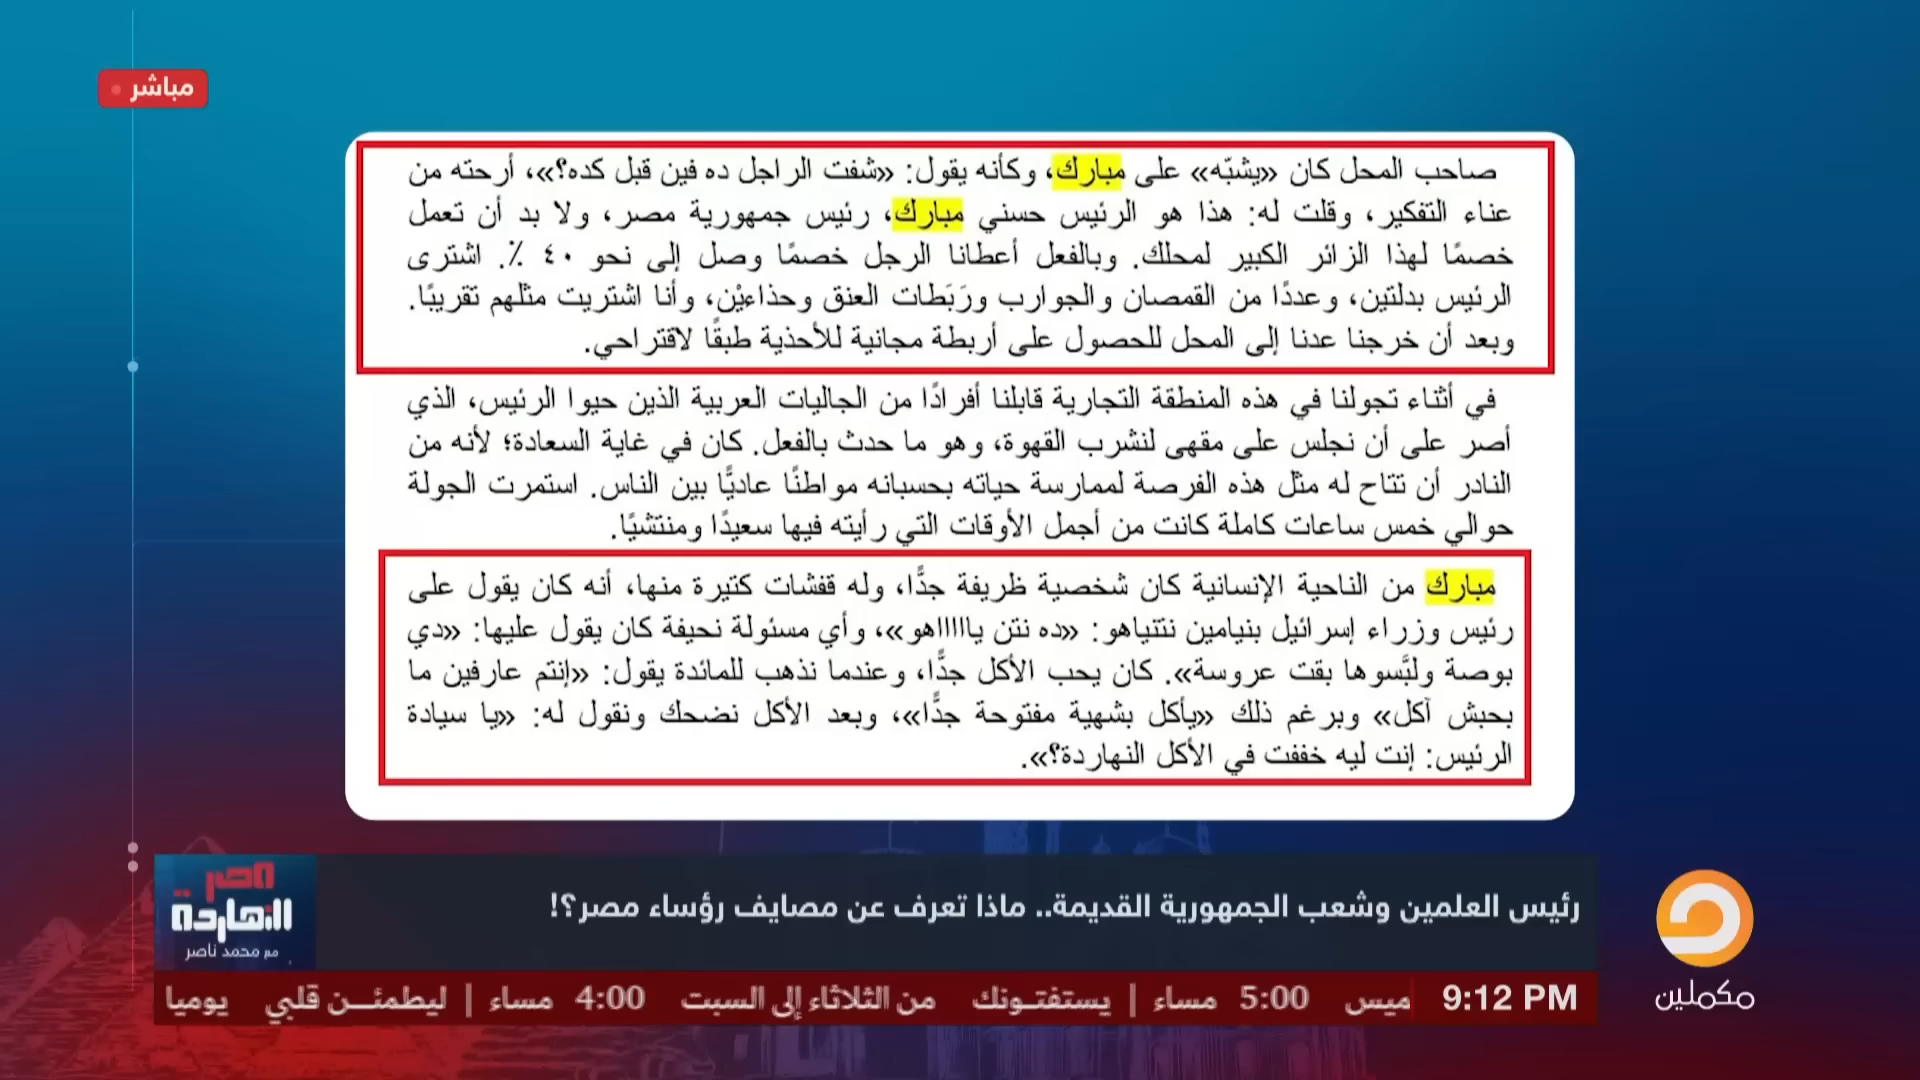 مباشر
صاحب المحل كان «يشبّه» على مبارك، وكأنه يقول: «شفت الراجل ده فين قبل كده؟»، أرحته من
عناء التفكير، وقلت له: هذا هو الرئيس حسني مبارك، رئيس جمهورية مصر، ولا بد أن تعمل
خصمًا لهذا الزائر الكبير لمحلك. وبالفعل أعطانا الرجل خصمًا وصل إلى نحو ٤٠ ٪. اشترى
الرئيس بدلتين، وعددًا من القمصان والجوارب ورَبَطات العنق وحذاءيْن، وأنا اشتريت مثلهم تقريبًا.
وبعد أن خرجنا عدنا إلى المحل للحصول على أربطة مجانية للأحذية طبقًا لاقتراحي.
في أثناء تجولنا في هذه المنطقة التجارية قابلنا أفرادًا من الجاليات العربية الذين حيوا الرئيس، الذي
أصر على أن نجلس على مقهى لنشرب القهوة، وهو ما حدث بالفعل. كان في غاية السعادة؛ لأنه من
النادر أن تتاح له مثل هذه الفرصة لممارسة حياته بحسبانه مواطنًا عاديًّا بين الناس. استمرت الجولة
حوالي خمس ساعات كاملة كانت من أجمل الأوقات التي رأيته فيها سعيدًا ومنتشيًا.
مبارك من الناحية الإنسانية كان شخصية ظريفة جدًّا، وله قفشات كتيرة منها، أنه كان يقول على
رئيس وزراء إسرائيل بنيامين نتنياهو: «ده نتن يااااااهو»، وأي مسئولة نحيفة كان يقول عليها: «دي
بوصة ولبَّسوها بقت عروسة». كان يحب الأكل جدًّا، وعندما نذهب للمائدة يقول: «إنتم عارفين ما
بحبش آكل» وبرغم ذلك «يأكل بشهية مفتوحة جدًّا»، وبعد الأكل نضحك ونقول له: «يا سيادة
الرئيس: إنت ليه خففت في الأكل النهاردة؟».
رئيس العلمين وشعب الجمهورية القديمة.. ماذا تعرف عن مصايف رؤساء مصر؟!
مصر
النهاردة
مع محمد ناصر
9:12 PM ميس 5:00 مساء | يستفتونك من الثلاثاء إلى السبت 4:00 مساء | ليطمئـن قلبي يوميا
مكملين